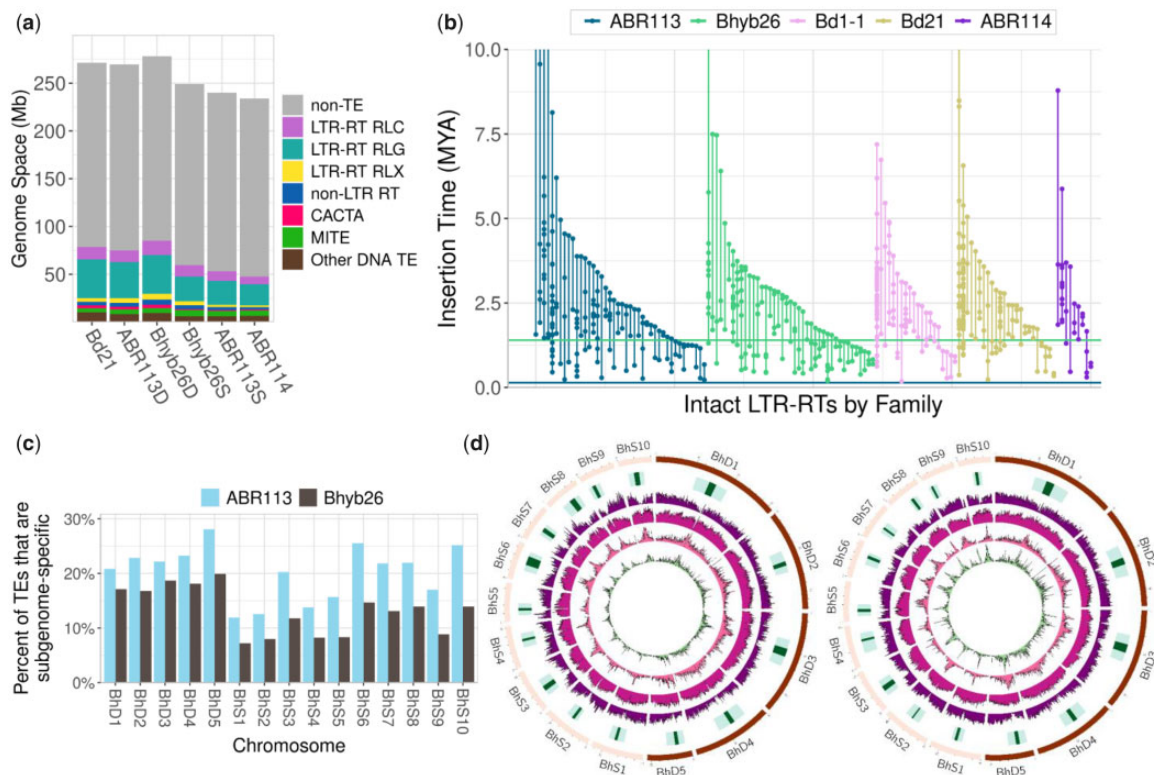 (a)
Genome Space (Mb)
250
200
150
100
50
Bd21
ABR113D
Bhyb26D
Bhyb26S
ABR113S
ABR114
non-TE
LTR-RT RLC
LTR-RT RLG
LTR-RT RLX
non-LTR RT
CACTA
MITE
Other DNA TE
(b)
ABR113 Bhyb26 Bd1-1 Bd21 ABR114
Insertion Time (MYA)
10.0
7.5
5.0
2.5
0.0
Intact LTR-RTs by Family
(c)
ABR113 Bhyb26
Percent of TEs that are
subgenome-specific
30%
20%
10%
0%
BhD1
BhD2
BhD3
BhD4
BhD5
BhS1
BhS2
BhS3
BhS4
BhS5
BhS6
BhS7
BhS8
BhS9
BhS10
Chromosome
(d)
BhD1
BhD2
BhD3
BhD4
BhD5
BhS1
BhS2
BhS3
BhS4
BhS5
BhS6
BhS7
BhS8
BhS9
BhS10
BhD1
BhD2
BhD3
BhD4
BhD5
BhS1
BhS2
BhS3
BhS4
BhS5
BhS6
BhS7
BhS8
BhS9
BhS10